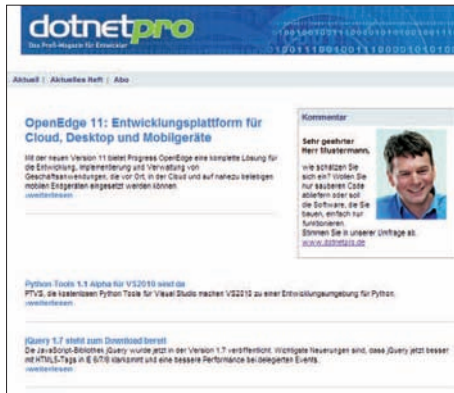 dotnetpro
Das Profi-Magazin für Entwickler
Aktuell | Aktuelles Heft | Abo
OpenEdge 11: Entwicklungsplattform für
Cloud, Desktop und Mobilgeräte
Mit der neuen Version 11 bietet Progress OpenEdge eine komplette Lösung für
die Entwicklung, Implementierung und Verwaltung von
Geschäftsanwendungen, die vor Ort, in der Cloud und auf nahezu beliebigen
mobilen Endgeräten eingesetzt werden können.
»weiterlesen
Kommentar
Sehr geehrter
Herr Mustermann,
wie schätzen Sie
sich ein? Wollen Sie
nur sauberen Code
abliefern oder soll
die Software, die Sie
bauen, einfach nur
funktionieren.
Stimmen Sie in unserer Umfrage ab.
www.dotnetpro.de
Python Tools 1.1 Alpha für VS2010 sind da
PTVS, die kostenlosen Python Tools für Visual Studio machen VS2010 zu einer Entwicklungsumgebung für Python.
»weiterlesen
jQuery 1.7 steht zum Download bereit
Die JavaScript-Bibliothek jQuery wurde jetzt in der Version 1.7 veröffentlicht. Wichtigste Neuerungen sind, dass jQuery jetzt besser
mit HTML5-Tags in IE 6/7/8 klarkommt und eine bessere Performance bei delegierten Events.
»weiterlesen